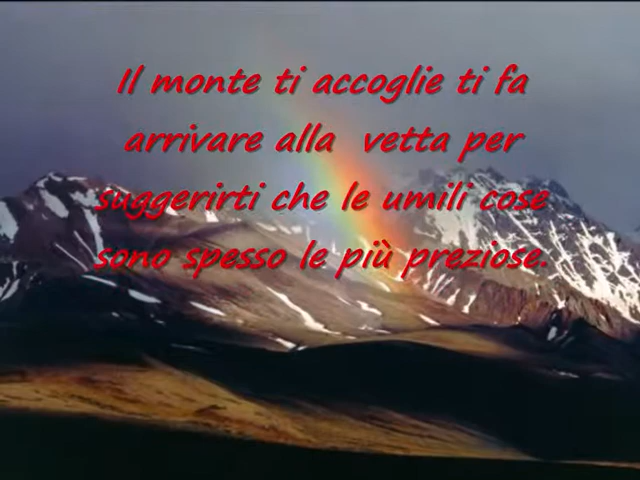 Il monte ti accoglie ti fa
arrivare alla vetta per
suggerirti che le umili cose
sono spesso le più preziose.